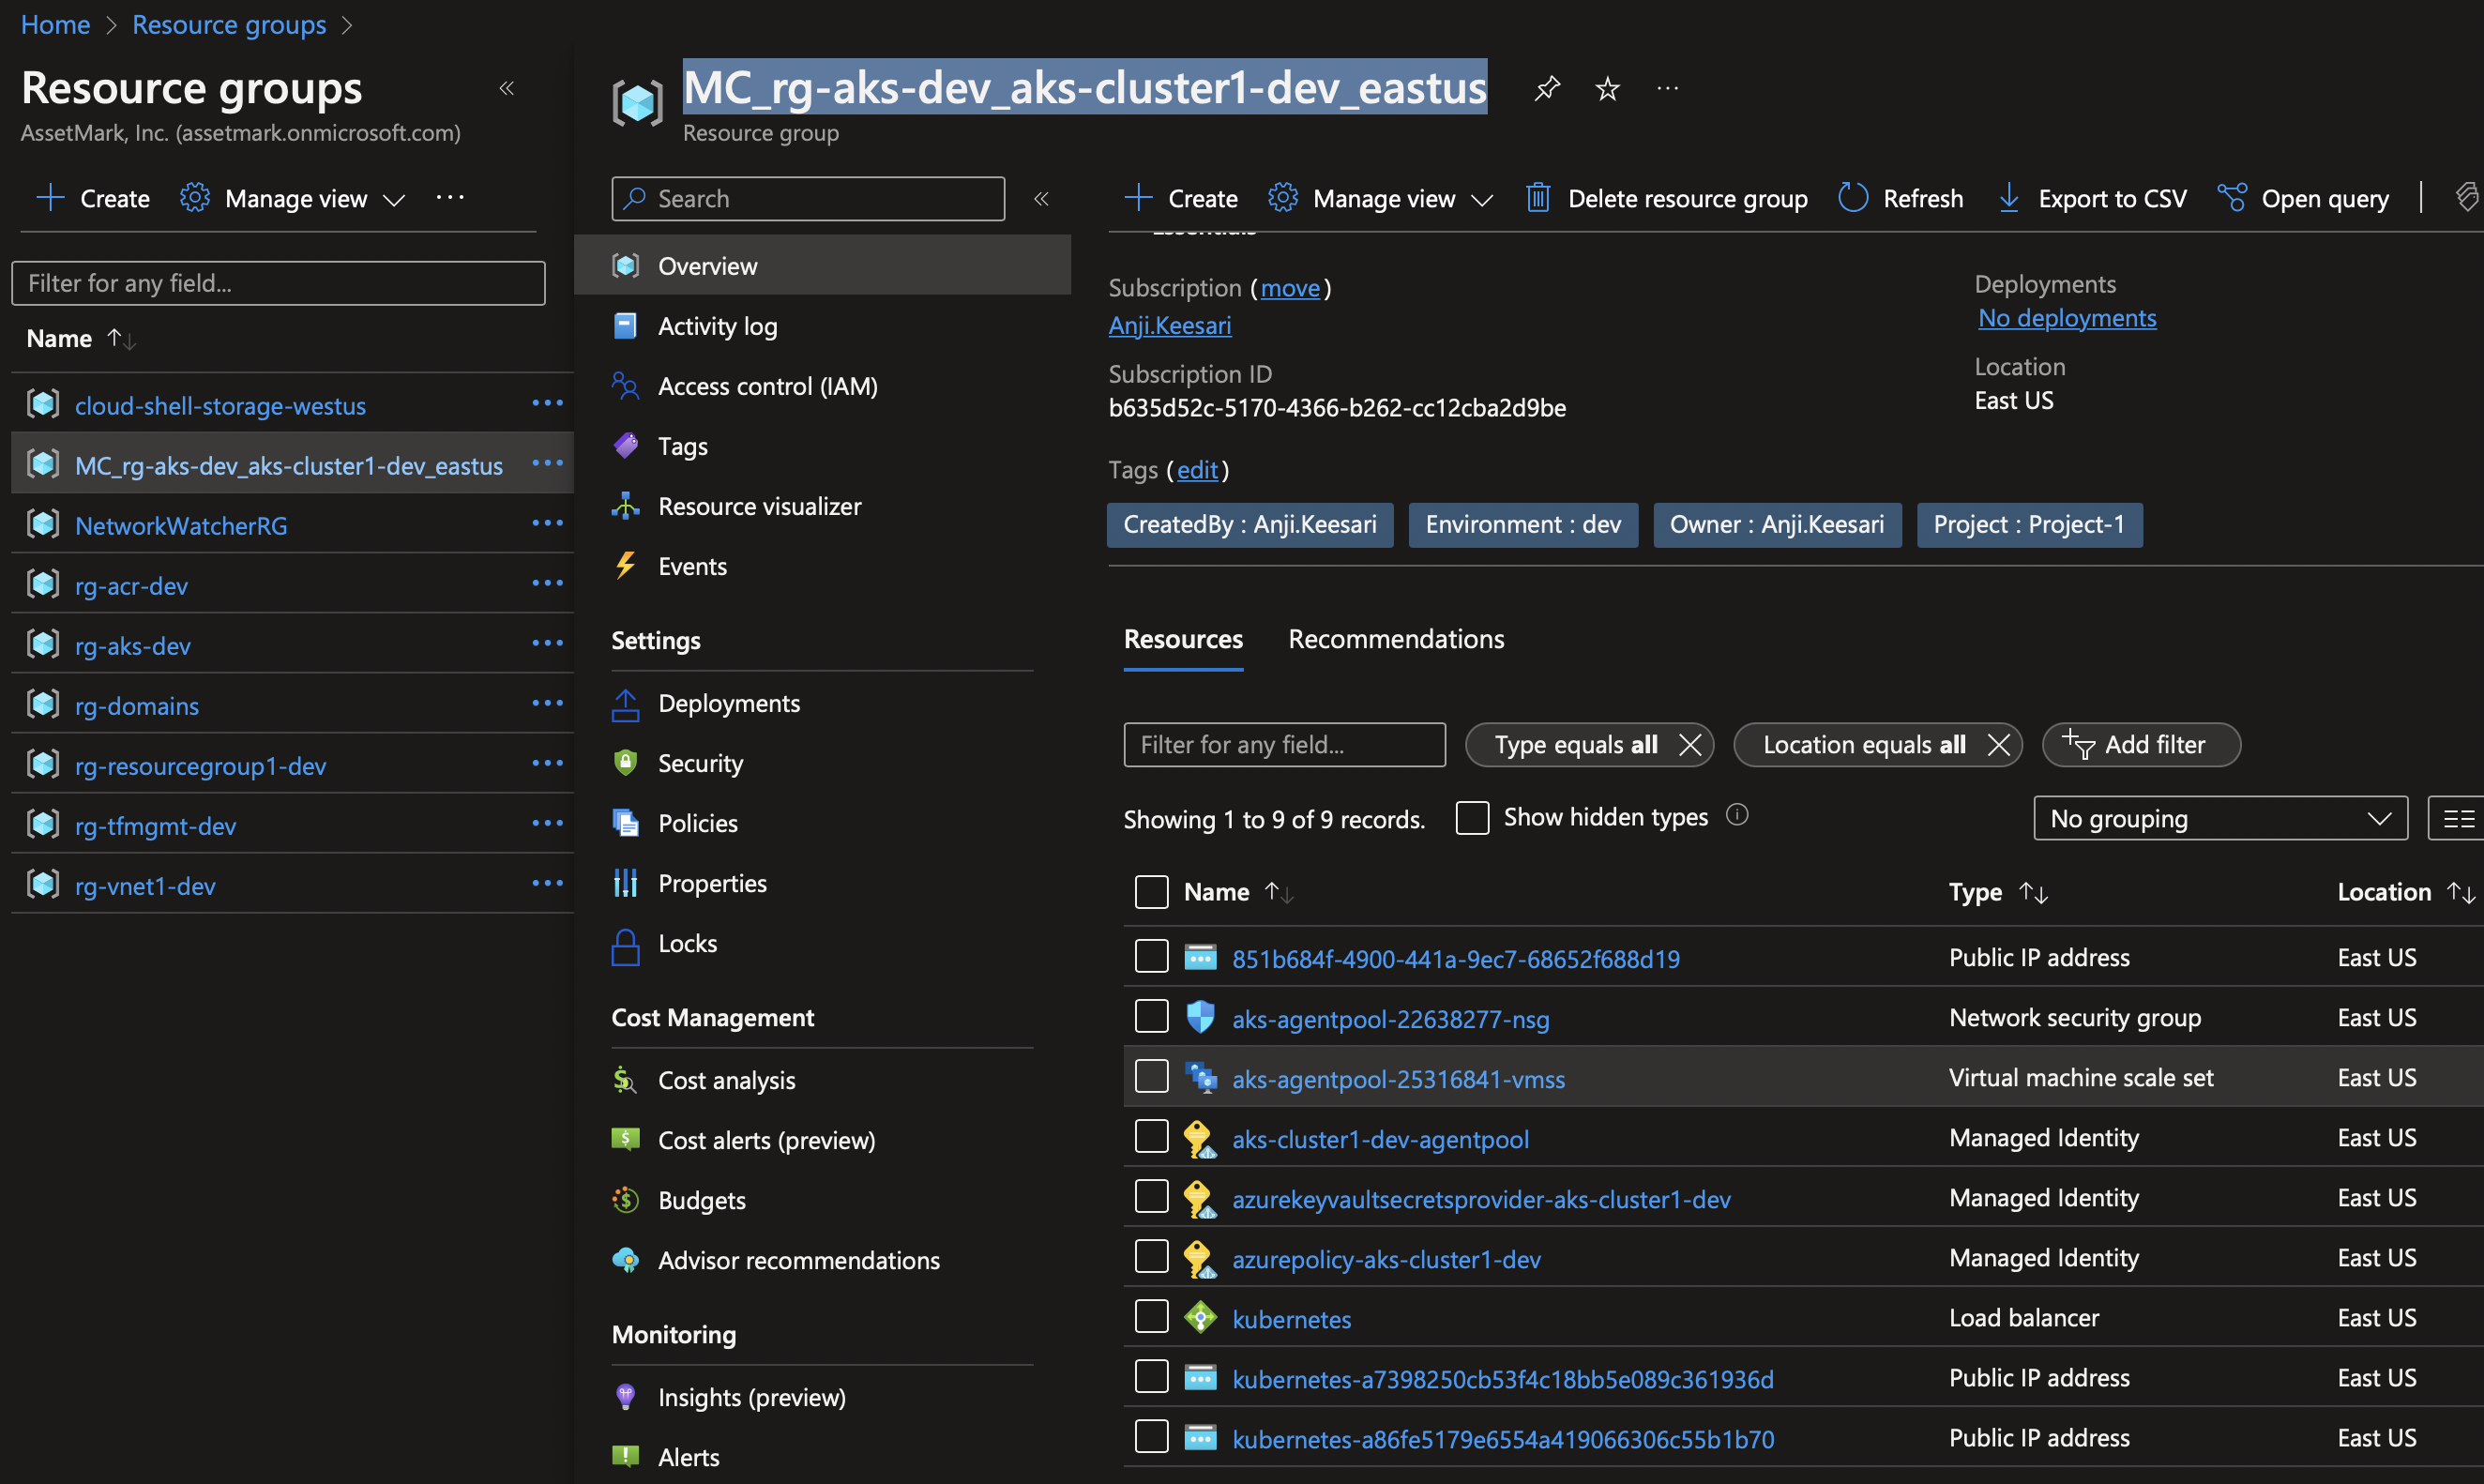 Home > Resource groups >
Resource groups
AssetMark, Inc. (assetmark.onmicrosoft.com)
Create
Manage view
Filter for any field...
Name
cloud-shell-storage-westus
MC_rg-aks-dev_aks-cluster1-dev_eastus
NetworkWatcherRG
rg-acr-dev
rg-aks-dev
rg-domains
rg-resourcegroup1-dev
rg-tfmgmt-dev
rg-vnet1-dev
MC_rg-aks-dev_aks-cluster1-dev_eastus
Resource group
Search
Overview
Activity log
Access control (IAM)
Tags
Resource visualizer
Events
Settings
Deployments
Security
Policies
Properties
Locks
Cost Management
Cost analysis
Cost alerts (preview)
Budgets
Advisor recommendations
Monitoring
Insights (preview)
Alerts
Create Manage view Delete resource group Refresh Export to CSV Open query
Essentials
Subscription (move)
Anji.Keesari
Subscription ID
b635d52c-5170-4366-b262-cc12cba2d9be
Deployments
No deployments
Location
East US
Tags (edit)
CreatedBy : Anji.Keesari Environment : dev Owner : Anji.Keesari Project : Project-1
Resources Recommendations
Filter for any field... Type equals all Location equals all Add filter
Showing 1 to 9 of 9 records. Show hidden types No grouping
Name Type Location
851b684f-4900-441a-9ec7-68652f688d19 Public IP address East US
aks-agentpool-22638277-nsg Network security group East US
aks-agentpool-25316841-vmss Virtual machine scale set East US
aks-cluster1-dev-agentpool Managed Identity East US
azurekeyvaultsecretsprovider-aks-cluster1-dev Managed Identity East US
azurepolicy-aks-cluster1-dev Managed Identity East US
kubernetes Load balancer East US
kubernetes-a7398250cb53f4c18bb5e089c361936d Public IP address East US
kubernetes-a86fe5179e6554a419066306c55b1b70 Public IP address East US